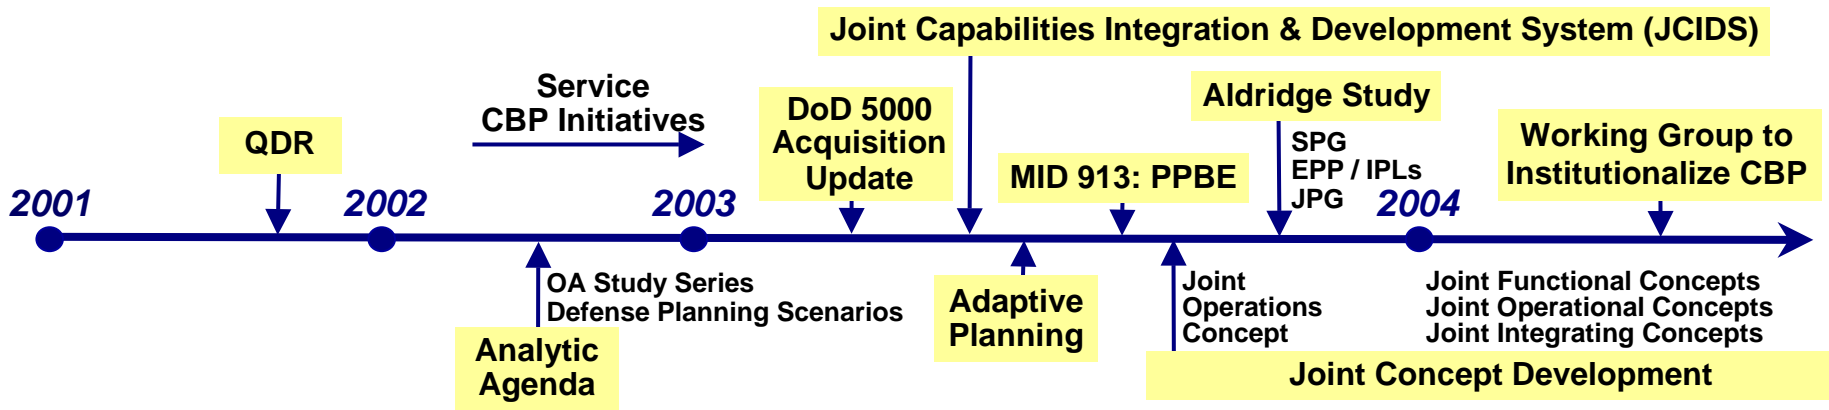 Joint Capabilities Integration & Development System (JCIDS)
Service
CBP Initiatives
QDR
DoD 5000
Acquisition
Update
MID 913: PPBE
Aldridge Study
SPG
EPP / IPLs
JPG
Working Group to
Institutionalize CBP
2001
2002
2003
2004
OA Study Series
Defense Planning Scenarios
Analytic
Agenda
Adaptive
Planning
Joint
Operations
Concept
Joint Functional Concepts
Joint Operational Concepts
Joint Integrating Concepts
Joint Concept Development